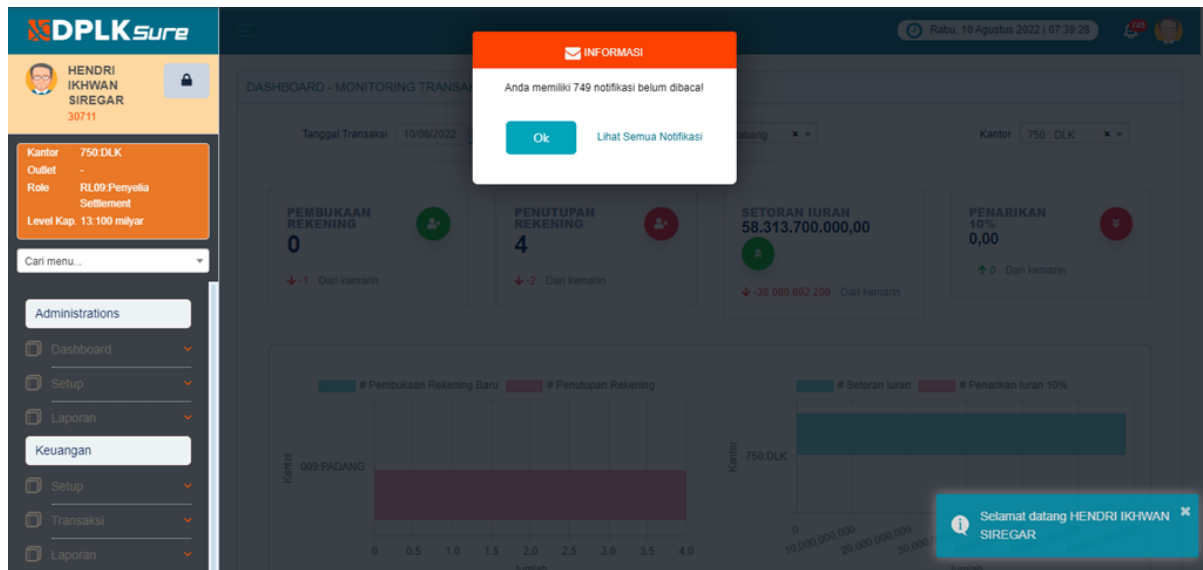 DPLKSure
HENDRI
IKHWAN
SIREGAR
30711
Kantor 750:DLK
Outlet -
Role RL09:Penyelia
Settlement
Level Kap. 13:100 milyar
Cari menu...
Administrations
Dashboard
Setup
Laporan
Keuangan
Setup
Transaksi
Laporan
Rabu, 10 Agustus 2022 | 07:39:28
749
INFORMASI
Anda memiliki 749 notifikasi belum dibaca!
Ok Lihat Semua Notifikasi
DASHBOARD - MONITORING TRANSA
Tanggal Transaksi 10/08/2022
abang
Kantor 750 : DLK
PEMBUKAAN
REKENING
0
-1 Dari kemarin
PENUTUPAN
REKENING
4
-2 Dari kemarin
SETORAN IURAN
58.313.700.000,00
-38.080.692.200 Dari kemarin
PENARIKAN
10%
0,00
0 Dari kemarin
# Pembukaan Rekening Baru # Penutupan Rekening
Kantor
009:PADANG
0 0.5 1.0 1.5 2.0 2.5 3.0 3.5 4.0
Jumlah
# Setoran Iuran # Penarikan Iuran 10%
Kantor
750:DLK
0 10,000,000,000 20,000,000,000
Jumlah
Selamat datang HENDRI IKHWAN
SIREGAR